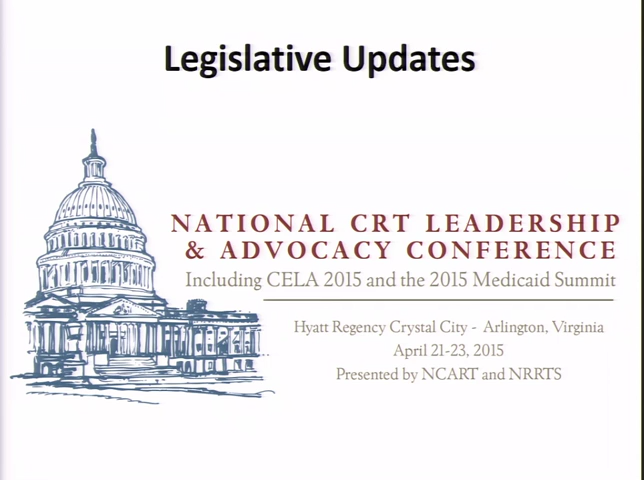 Legislative Updates
NATIONAL CRT LEADERSHIP
& ADVOCACY CONFERENCE
Including CELA 2015 and the 2015 Medicaid Summit
Hyatt Regency Crystal City - Arlington, Virginia
April 21-23, 2015
Presented by NCART and NRRTS